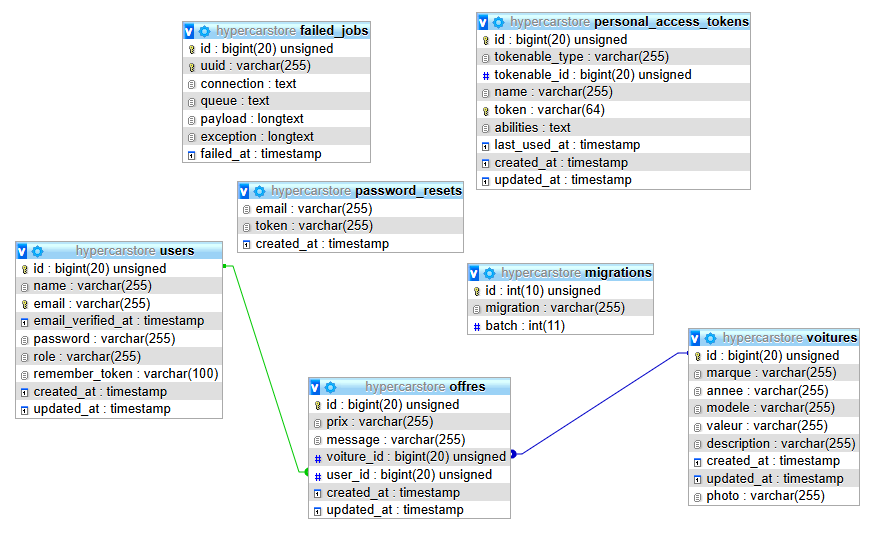 hypercarstore failed_jobs
id : bigint(20) unsigned
uuid : varchar(255)
connection : text
queue : text
payload : longtext
exception : longtext
failed_at : timestamp
hypercarstore personal_access_tokens
id : bigint(20) unsigned
tokenable_type : varchar(255)
tokenable_id : bigint(20) unsigned
name : varchar(255)
token : varchar(64)
abilities : text
last_used_at : timestamp
created_at : timestamp
updated_at : timestamp
hypercarstore password_resets
email : varchar(255)
token : varchar(255)
created_at : timestamp
hypercarstore users
id : bigint(20) unsigned
name : varchar(255)
email : varchar(255)
email_verified_at : timestamp
password : varchar(255)
role : varchar(255)
remember_token : varchar(100)
created_at : timestamp
updated_at : timestamp
hypercarstore migrations
id : int(10) unsigned
migration : varchar(255)
batch : int(11)
hypercarstore offres
id : bigint(20) unsigned
prix : varchar(255)
message : varchar(255)
voiture_id : bigint(20) unsigned
user_id : bigint(20) unsigned
created_at : timestamp
updated_at : timestamp
hypercarstore voitures
id : bigint(20) unsigned
marque : varchar(255)
annee : varchar(255)
modele : varchar(255)
valeur : varchar(255)
description : varchar(255)
created_at : timestamp
updated_at : timestamp
photo : varchar(255)